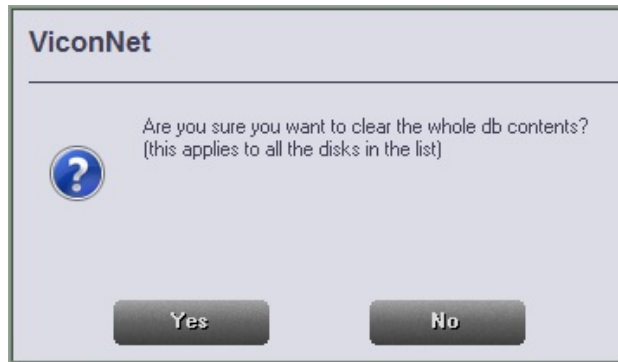 ViconNet
Are you sure you want to clear the whole db contents?
(this applies to all the disks in the list)
?
Yes
No